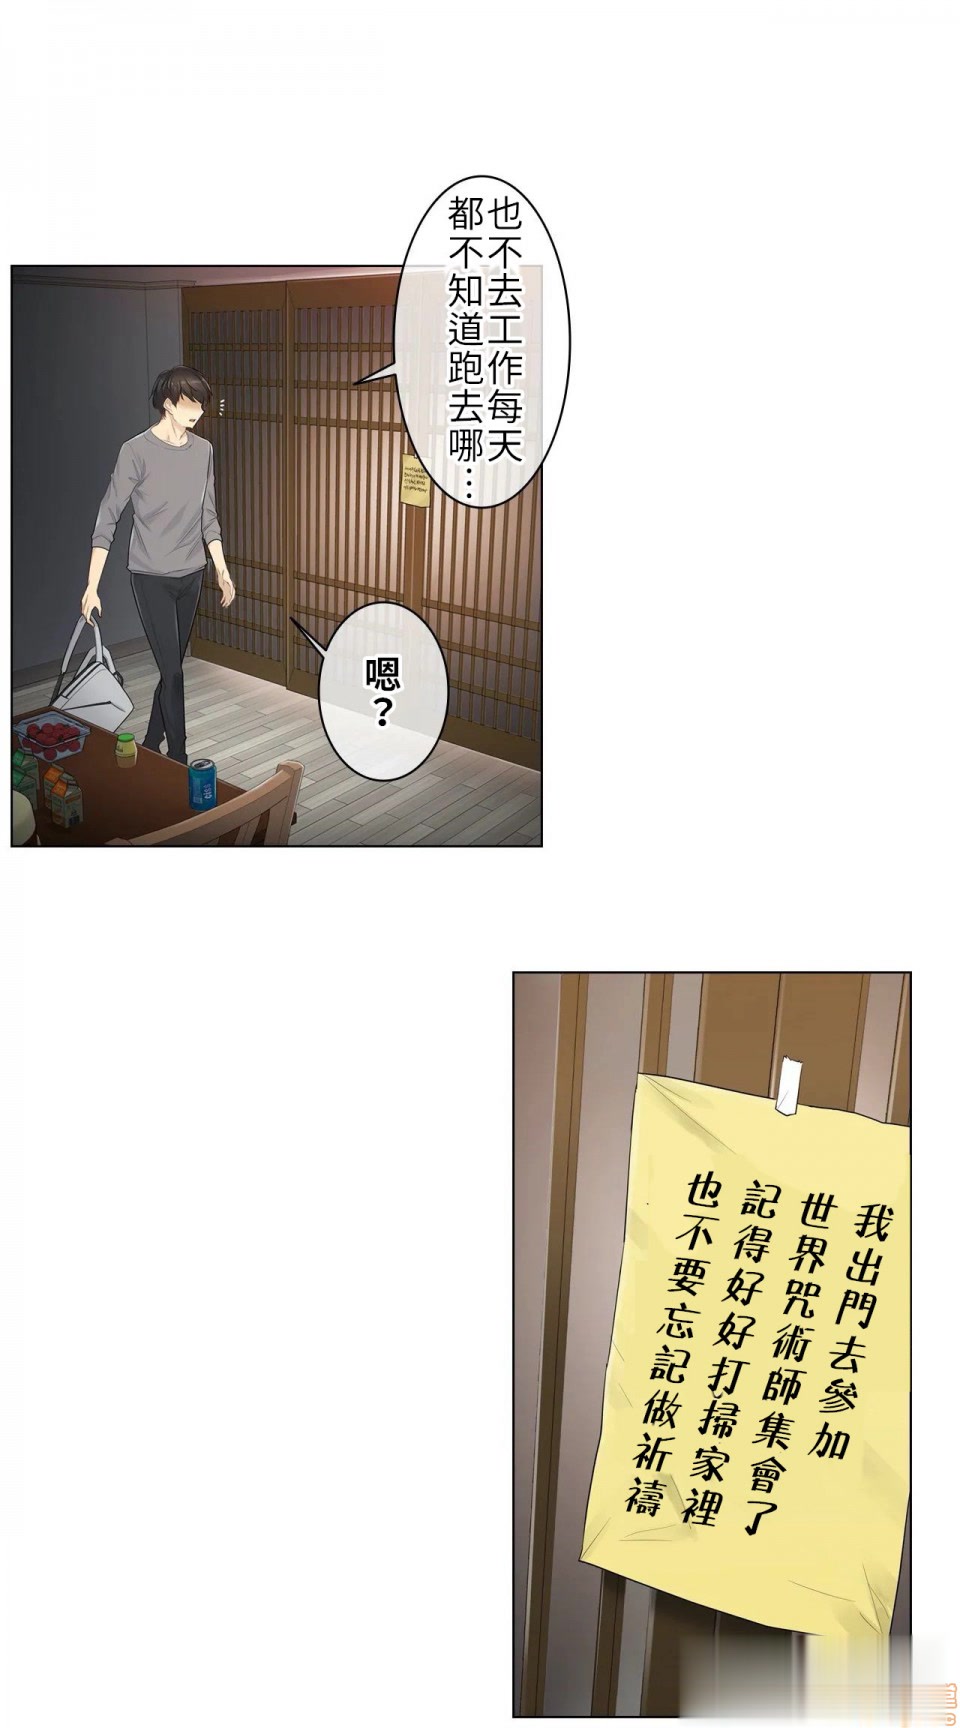 也不去工作每天
都不知道跑去哪…
嗯？
我出門去參加
世界咒術師集會了
記得好好打掃家裡
也不要忘記做祈禱